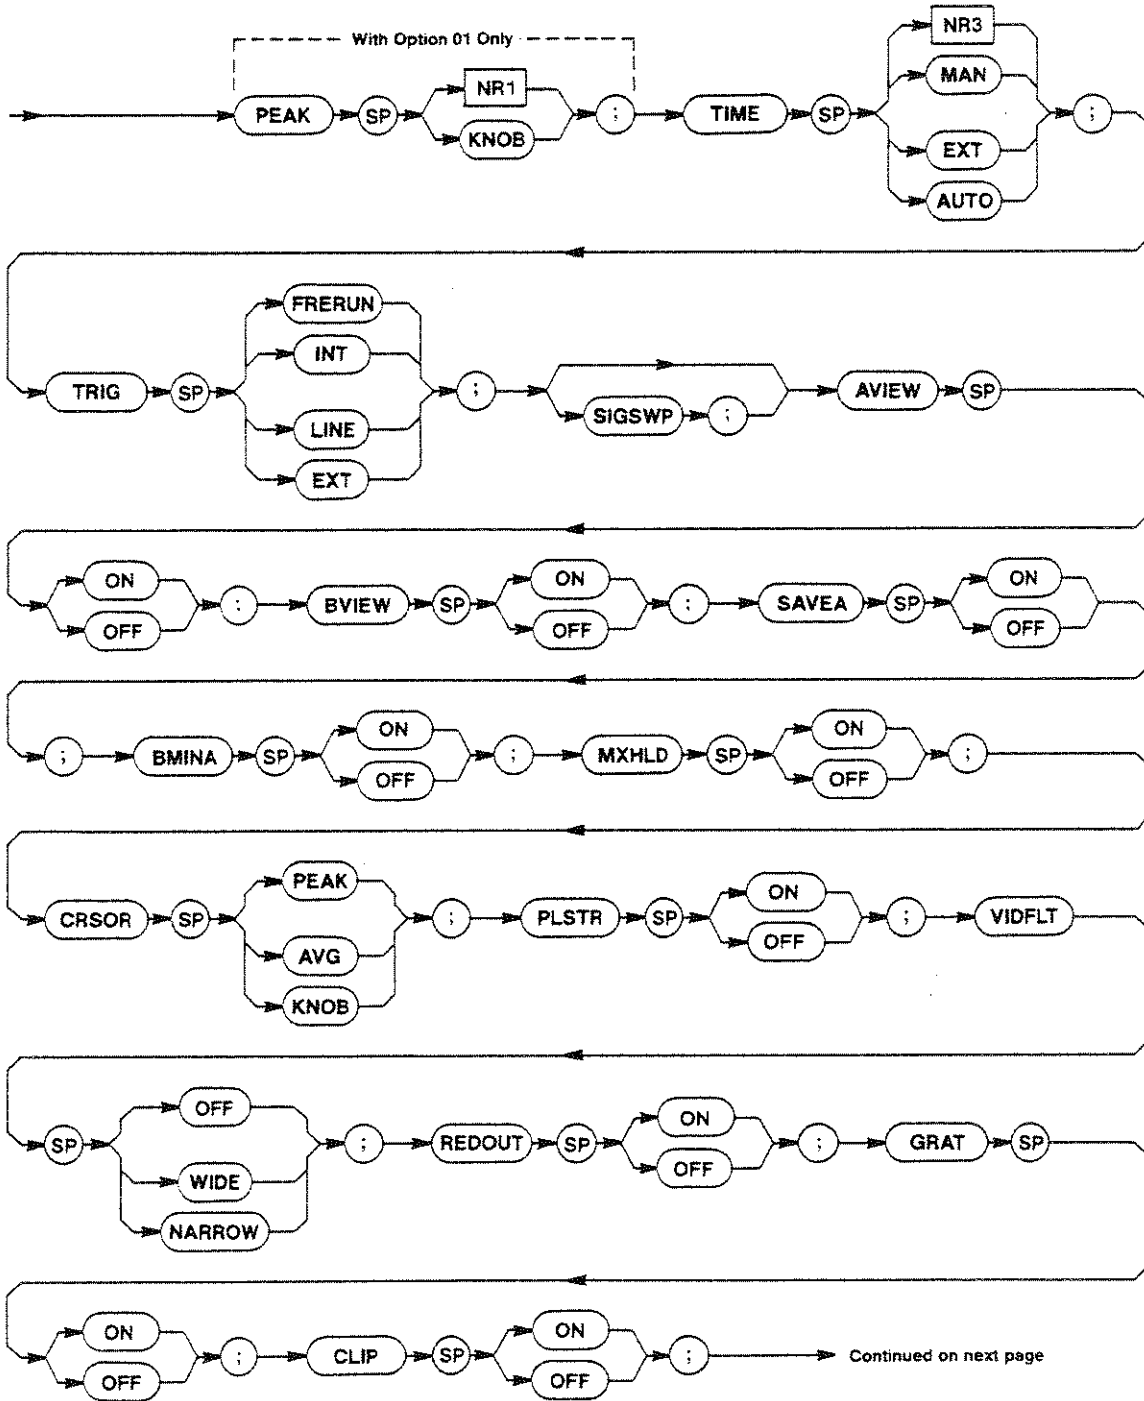 With Option 01 Only
PEAK SP NR1 KNOB ; TIME SP NR3 MAN EXT AUTO ;
TRIG SP FRERUN INT LINE EXT ; SIGSWP ; AVIEW SP
ON OFF ; BVIEW SP ON OFF ; SAVEA SP ON OFF
; BMINA SP ON OFF ; MXHLD SP ON OFF ;
CRSOR SP PEAK AVG KNOB ; PLSTR SP ON OFF ; VIDFLT
SP OFF WIDE NARROW ; REDOUT SP ON OFF ; GRAT SP
ON OFF ; CLIP SP ON OFF ; Continued on next page